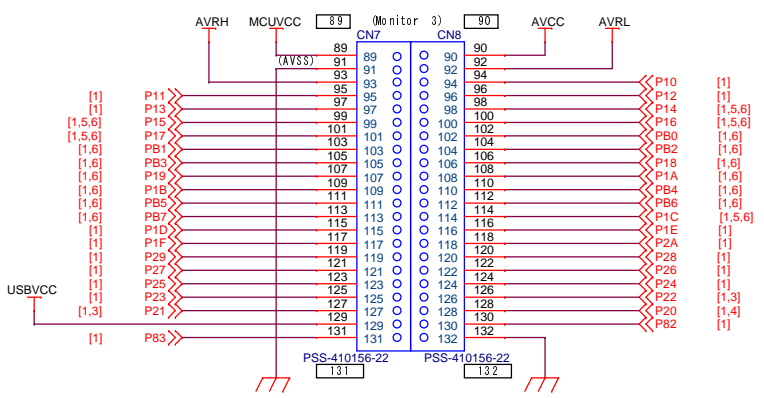 AVRH MCUVCC 89 (Monitor 3) 90 AVCC AVRL
CN7 CN8
89 89 90 90
(AVSS) 91 91 92 92
93 93 94 94 P10 [1]
[1] P11 95 95 96 96 P12 [1]
[1] P13 97 97 98 98 P14 [1,5,6]
[1,5,6] P15 99 99 100 100 P16 [1,5,6]
[1,5,6] P17 101 101 102 102 PB0 [1,6]
[1,6] PB1 103 103 104 104 PB2 [1,6]
[1,6] PB3 105 105 106 106 P18 [1,6]
[1,6] P19 107 107 108 108 P1A [1,6]
[1,6] P1B 109 109 110 110 PB4 [1,6]
[1,6] PB5 111 111 112 112 PB6 [1,6]
[1,6] PB7 113 113 114 114 P1C [1,5,6]
[1] P1D 115 115 116 116 P1E [1]
[1] P1F 117 117 118 118 P2A [1]
[1] P29 119 119 120 120 P28 [1]
[1] P27 121 121 122 122 P26 [1]
[1] P25 123 123 124 124 P24 [1]
[1] P23 125 125 126 126 P22 [1,3]
[1,3] P21 127 127 128 128 P20 [1,4]
USBVCC 129 129 130 130 P82 [1]
[1] P83 131 131 132 132
PSS-410156-22 PSS-410156-22
131 132